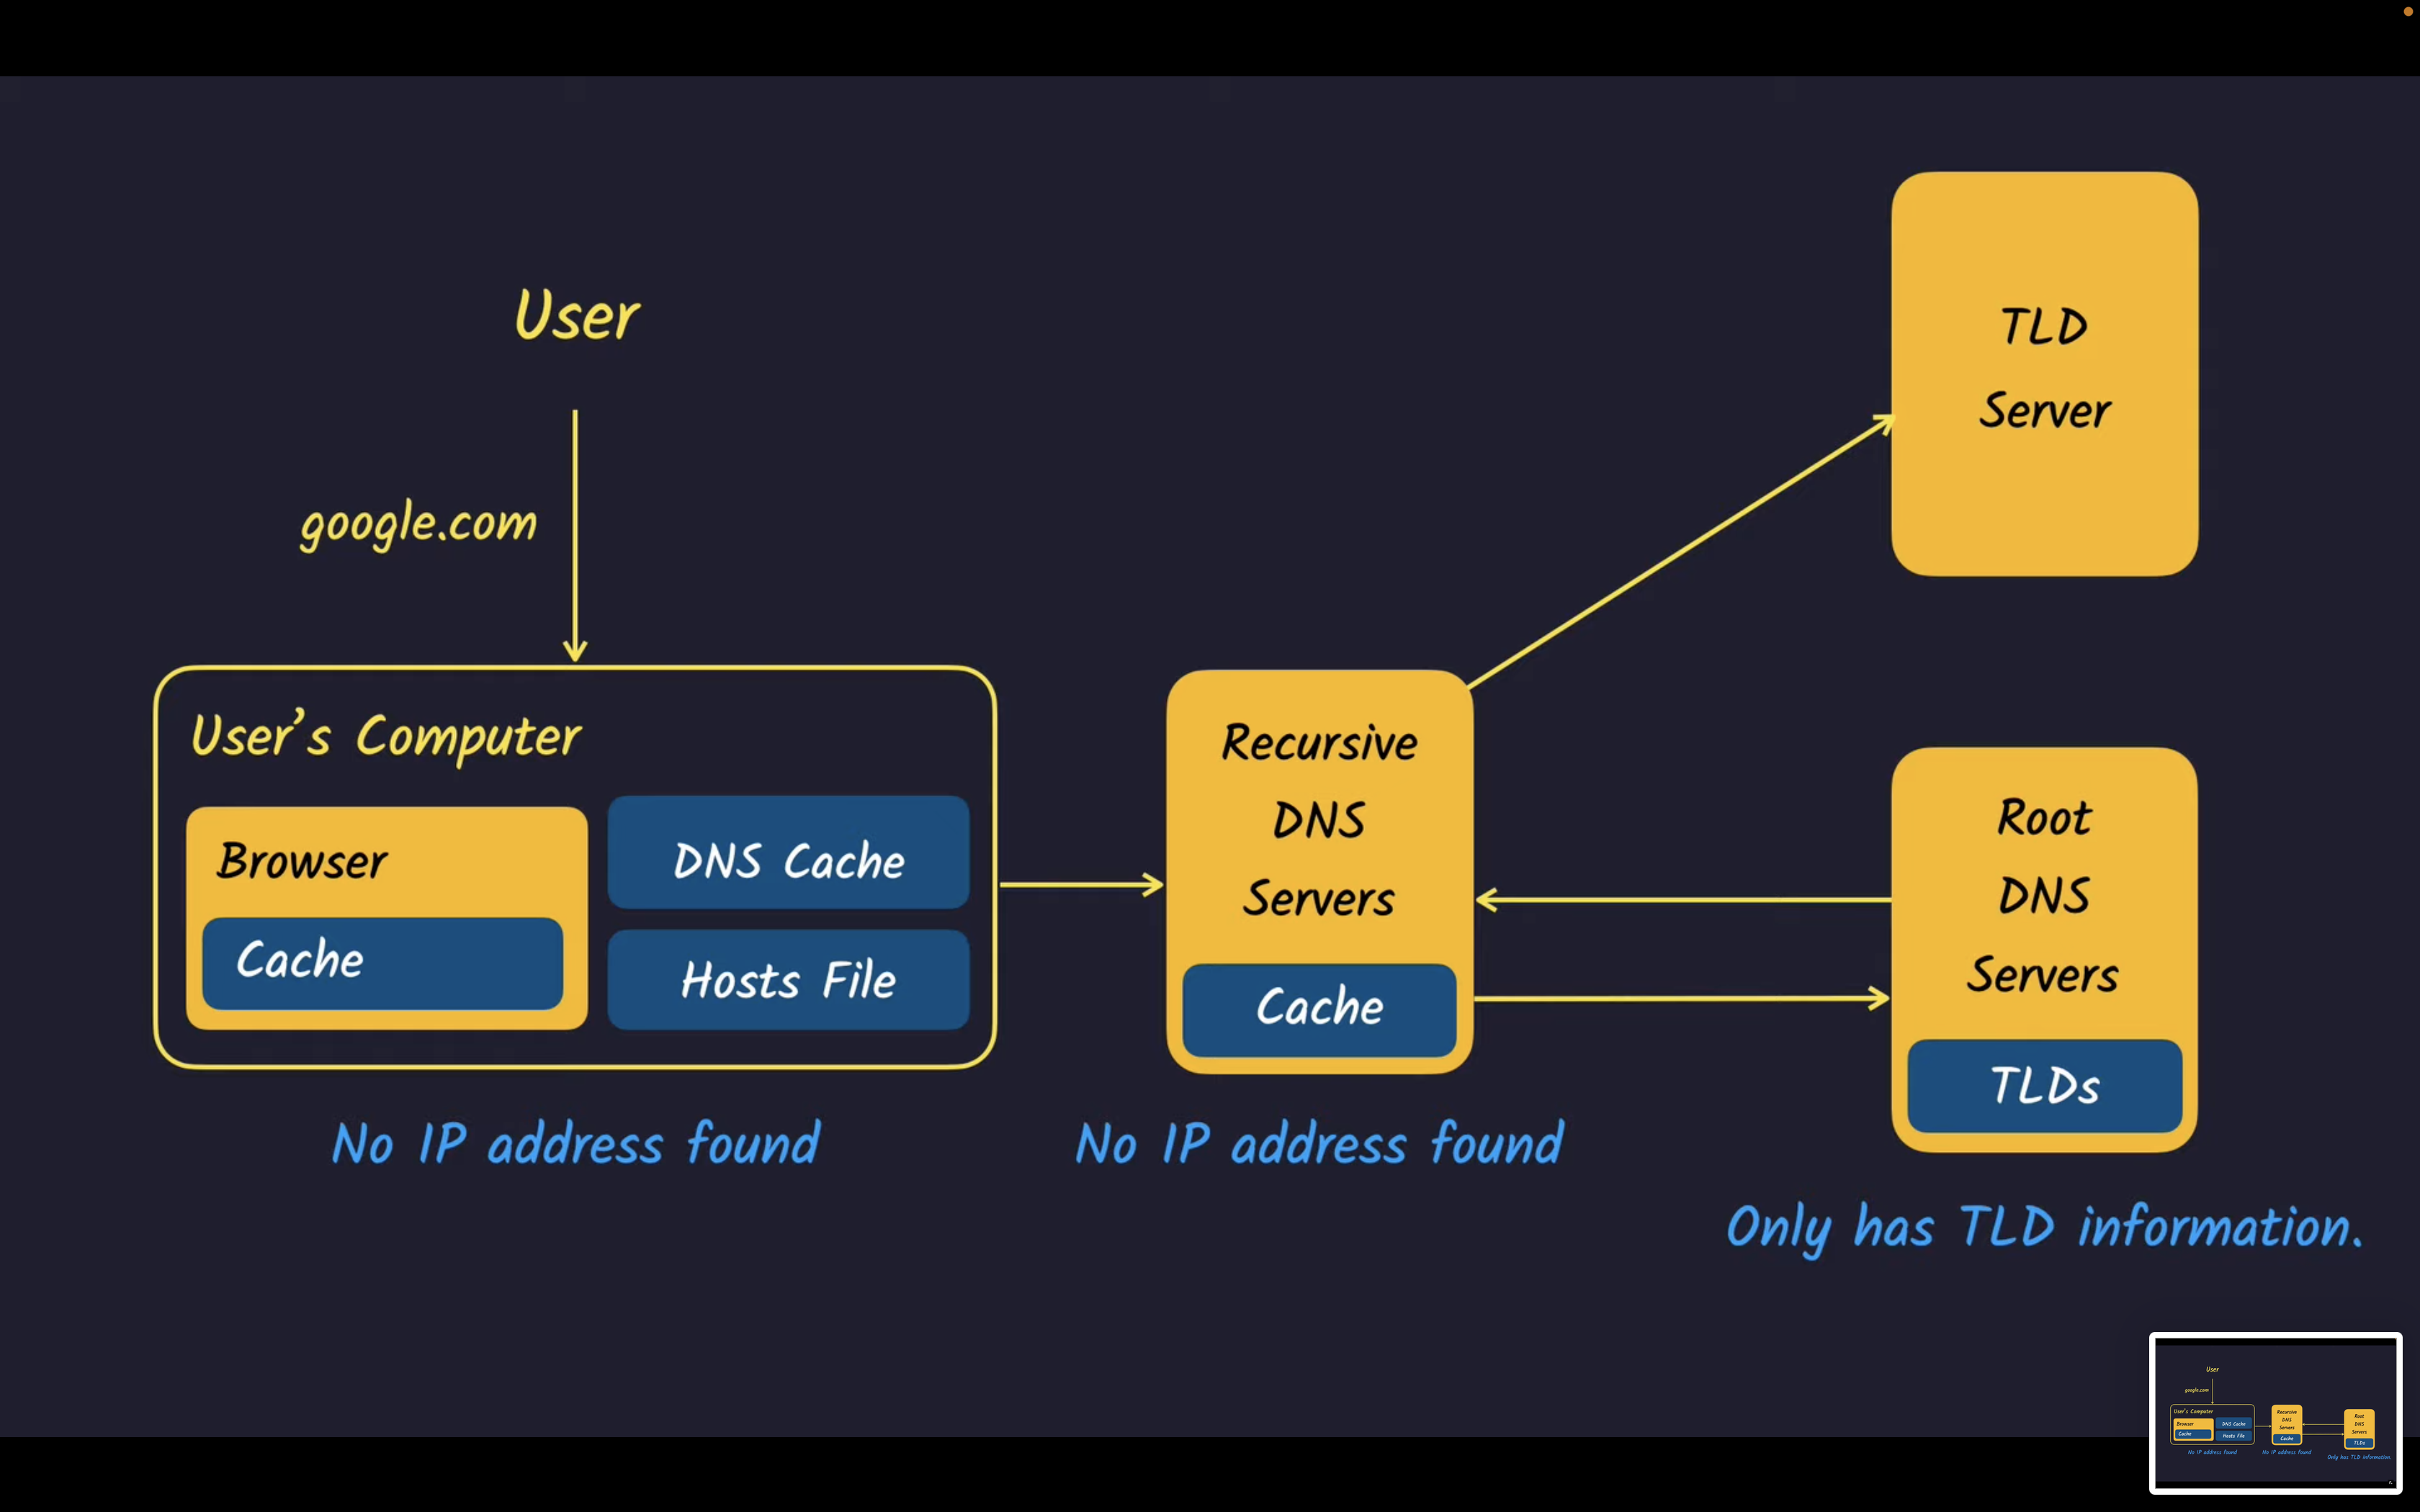 User
google.com
User's Computer
Browser
Cache
DNS Cache
Hosts File
No IP address found
Recursive
DNS
Servers
Cache
No IP address found
TLD
Server
Root
DNS
Servers
TLDs
Only has TLD information.
User
google.com
User's Computer
Browser
Cache
DNS Cache
Hosts File
No IP address found
Recursive
DNS
Servers
Cache
No IP address found
Root
DNS
Servers
TLDs
Only has TLD information.